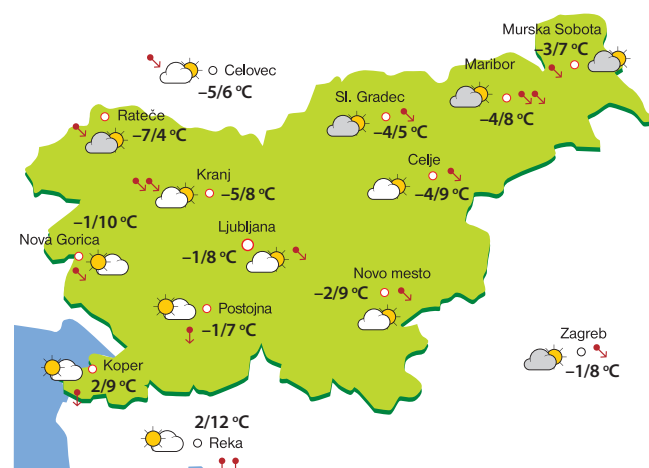 Murska Sobota
–3/7 °C
Maribor
–4/8 °C
Celovec
–5/6 °C
Sl. Gradec
–4/5 °C
Rateče
–7/4 °C
Celje
–4/9 °C
Kranj
–5/8 °C
–1/10 °C
Nová Gorica
Ljubljana
–1/8 °C
Novo mesto
–2/9 °C
Postojna
–1/7 °C
Zagreb
–1/8 °C
Koper
2/9 °C
2/12 °C
Reka